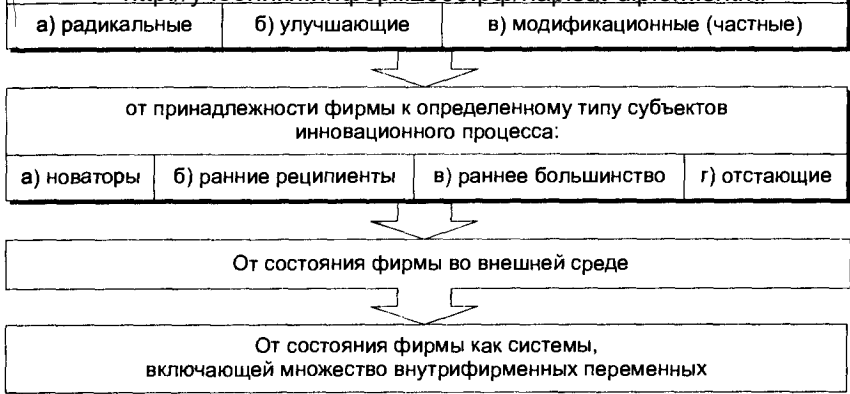 а) радикальные б) улучшающие в) модификационные (частные)
от принадлежности фирмы к определенному типу субъектов
инновационного процесса:
а) новаторы б) ранние реципиенты в) раннее большинство г) отстающие
От состояния фирмы во внешней среде
От состояния фирмы как системы,
включающей множество внутрифирменных переменных